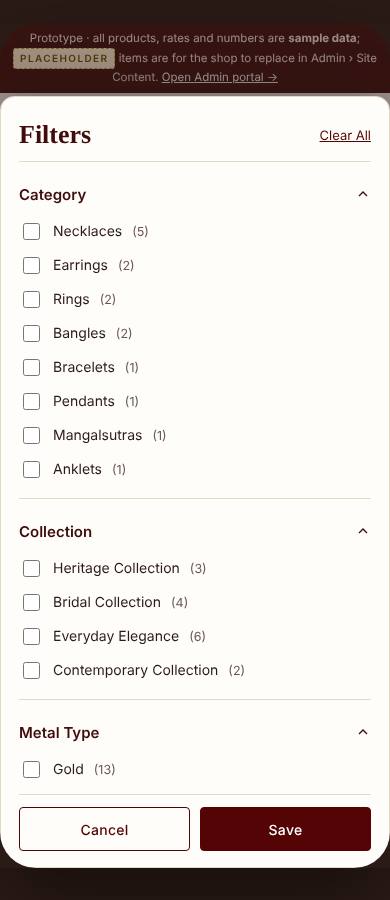 Prototype · all products, rates and numbers are sample data;
PLACEHOLDER items are for the shop to replace in Admin › Site
Content. Open Admin portal →
Filters
Clear All
Category
Necklaces (5)
Earrings (2)
Rings (2)
Bangles (2)
Bracelets (1)
Pendants (1)
Mangalsutras (1)
Anklets (1)
Collection
Heritage Collection (3)
Bridal Collection (4)
Everyday Elegance (6)
Contemporary Collection (2)
Metal Type
Gold (13)
Cancel
Save